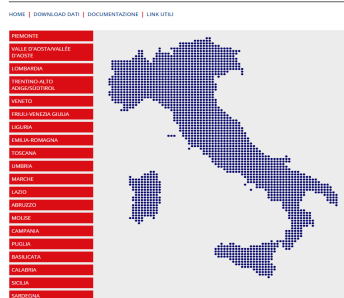 HOME | DOWNLOAD DATI | DOCUMENTAZIONE | LINK UTILI
PIEMONTE
VALLE D'AOSTA/VALLÉE
D'AOSTE
LOMBARDIA
TRENTINO-ALTO
ADIGE/SÜDTIROL
VENETO
FRIULI-VENEZIA GIULIA
LIGURIA
EMILIA-ROMAGNA
TOSCANA
UMBRIA
MARCHE
LAZIO
ABRUZZO
MOLISE
CAMPANIA
PUGLIA
BASILICATA
CALABRIA
SICILIA
SARDEGNA